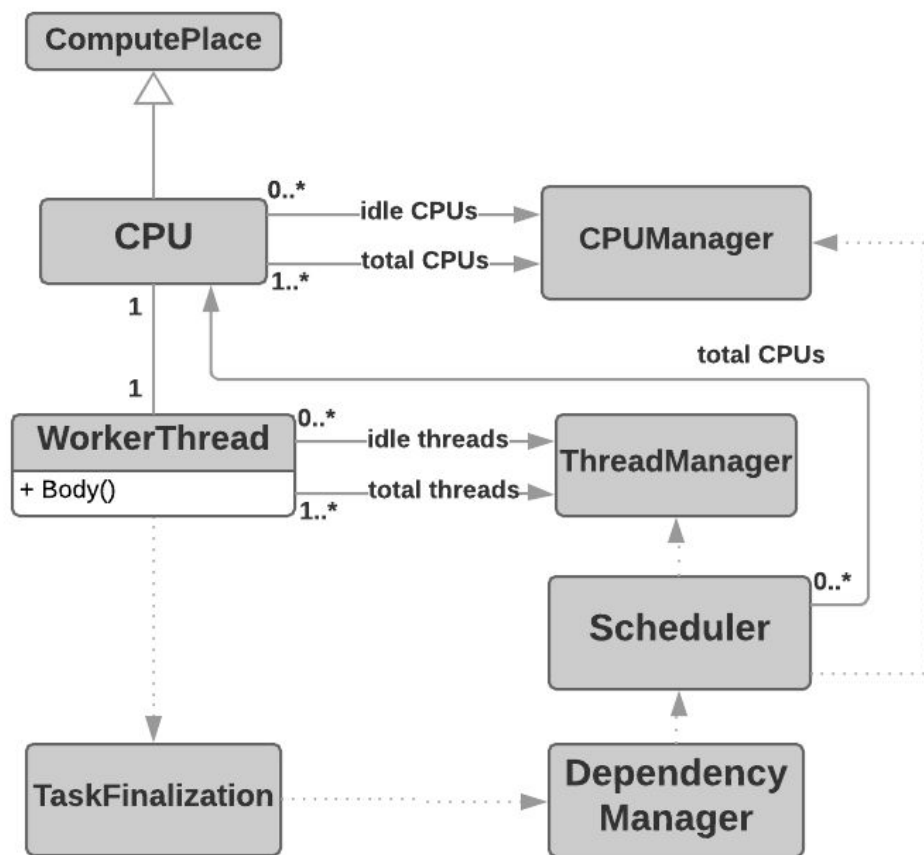 ComputePlace
0..*
idle CPUs
CPU
CPUManager
total CPUs
1..*
1
total CPUs
1
0..*
WorkerThread
idle threads
ThreadManager
+ Body()
total threads
1..*
0..*
Scheduler
TaskFinalization
Dependency
Manager